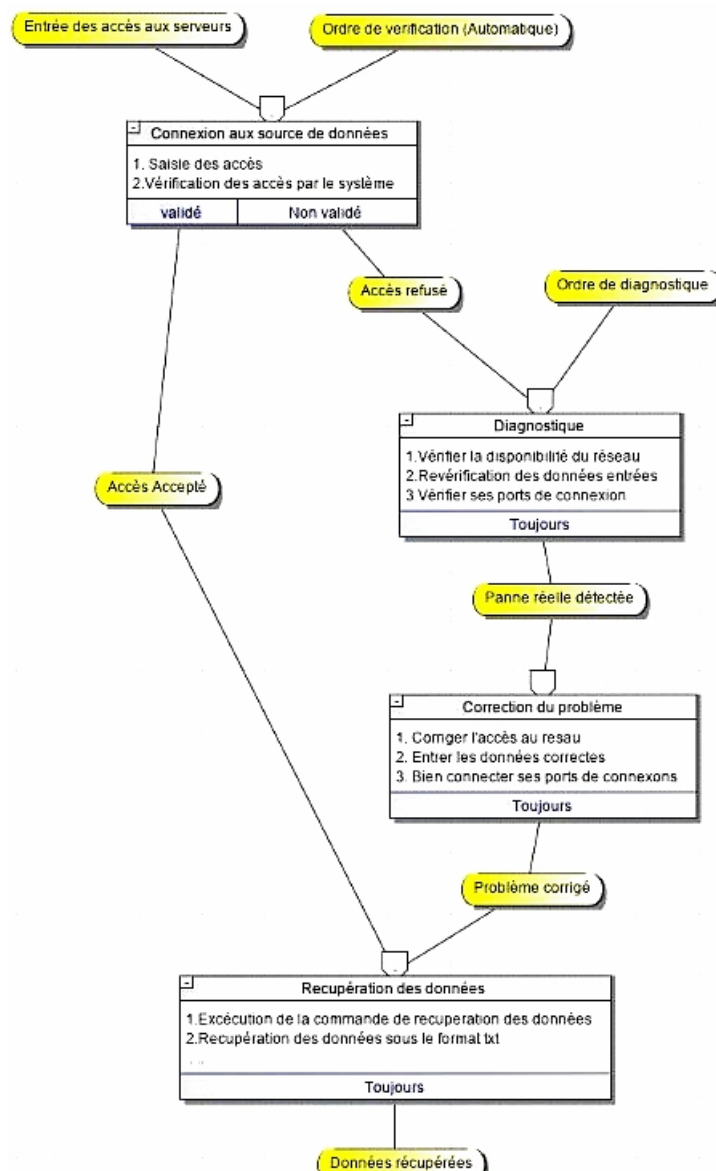 Entrée des accès aux serveurs
Ordre de vérification (Automatique)
Connexion aux source de données
1. Saisie des accès
2.Vérification des accès par le système
validé
Non validé
Accès refusé
Ordre de diagnostique
Diagnostique
1.Vérifier la disponibilité du réseau
2.Revérification des données entrées
3 Vérifier ses ports de connexion
Toujours
Accès Accepté
Panne réelle détectée
Correction du problème
1. Corriger l'accès au resau
2. Entrer les données correctes
3. Bien connecter ses ports de connexons
Toujours
Problème corrigé
Recupération des données
1.Excécution de la commande de recuperation des données
2.Recupération des données sous le format txt
...
Toujours
Données récupérées